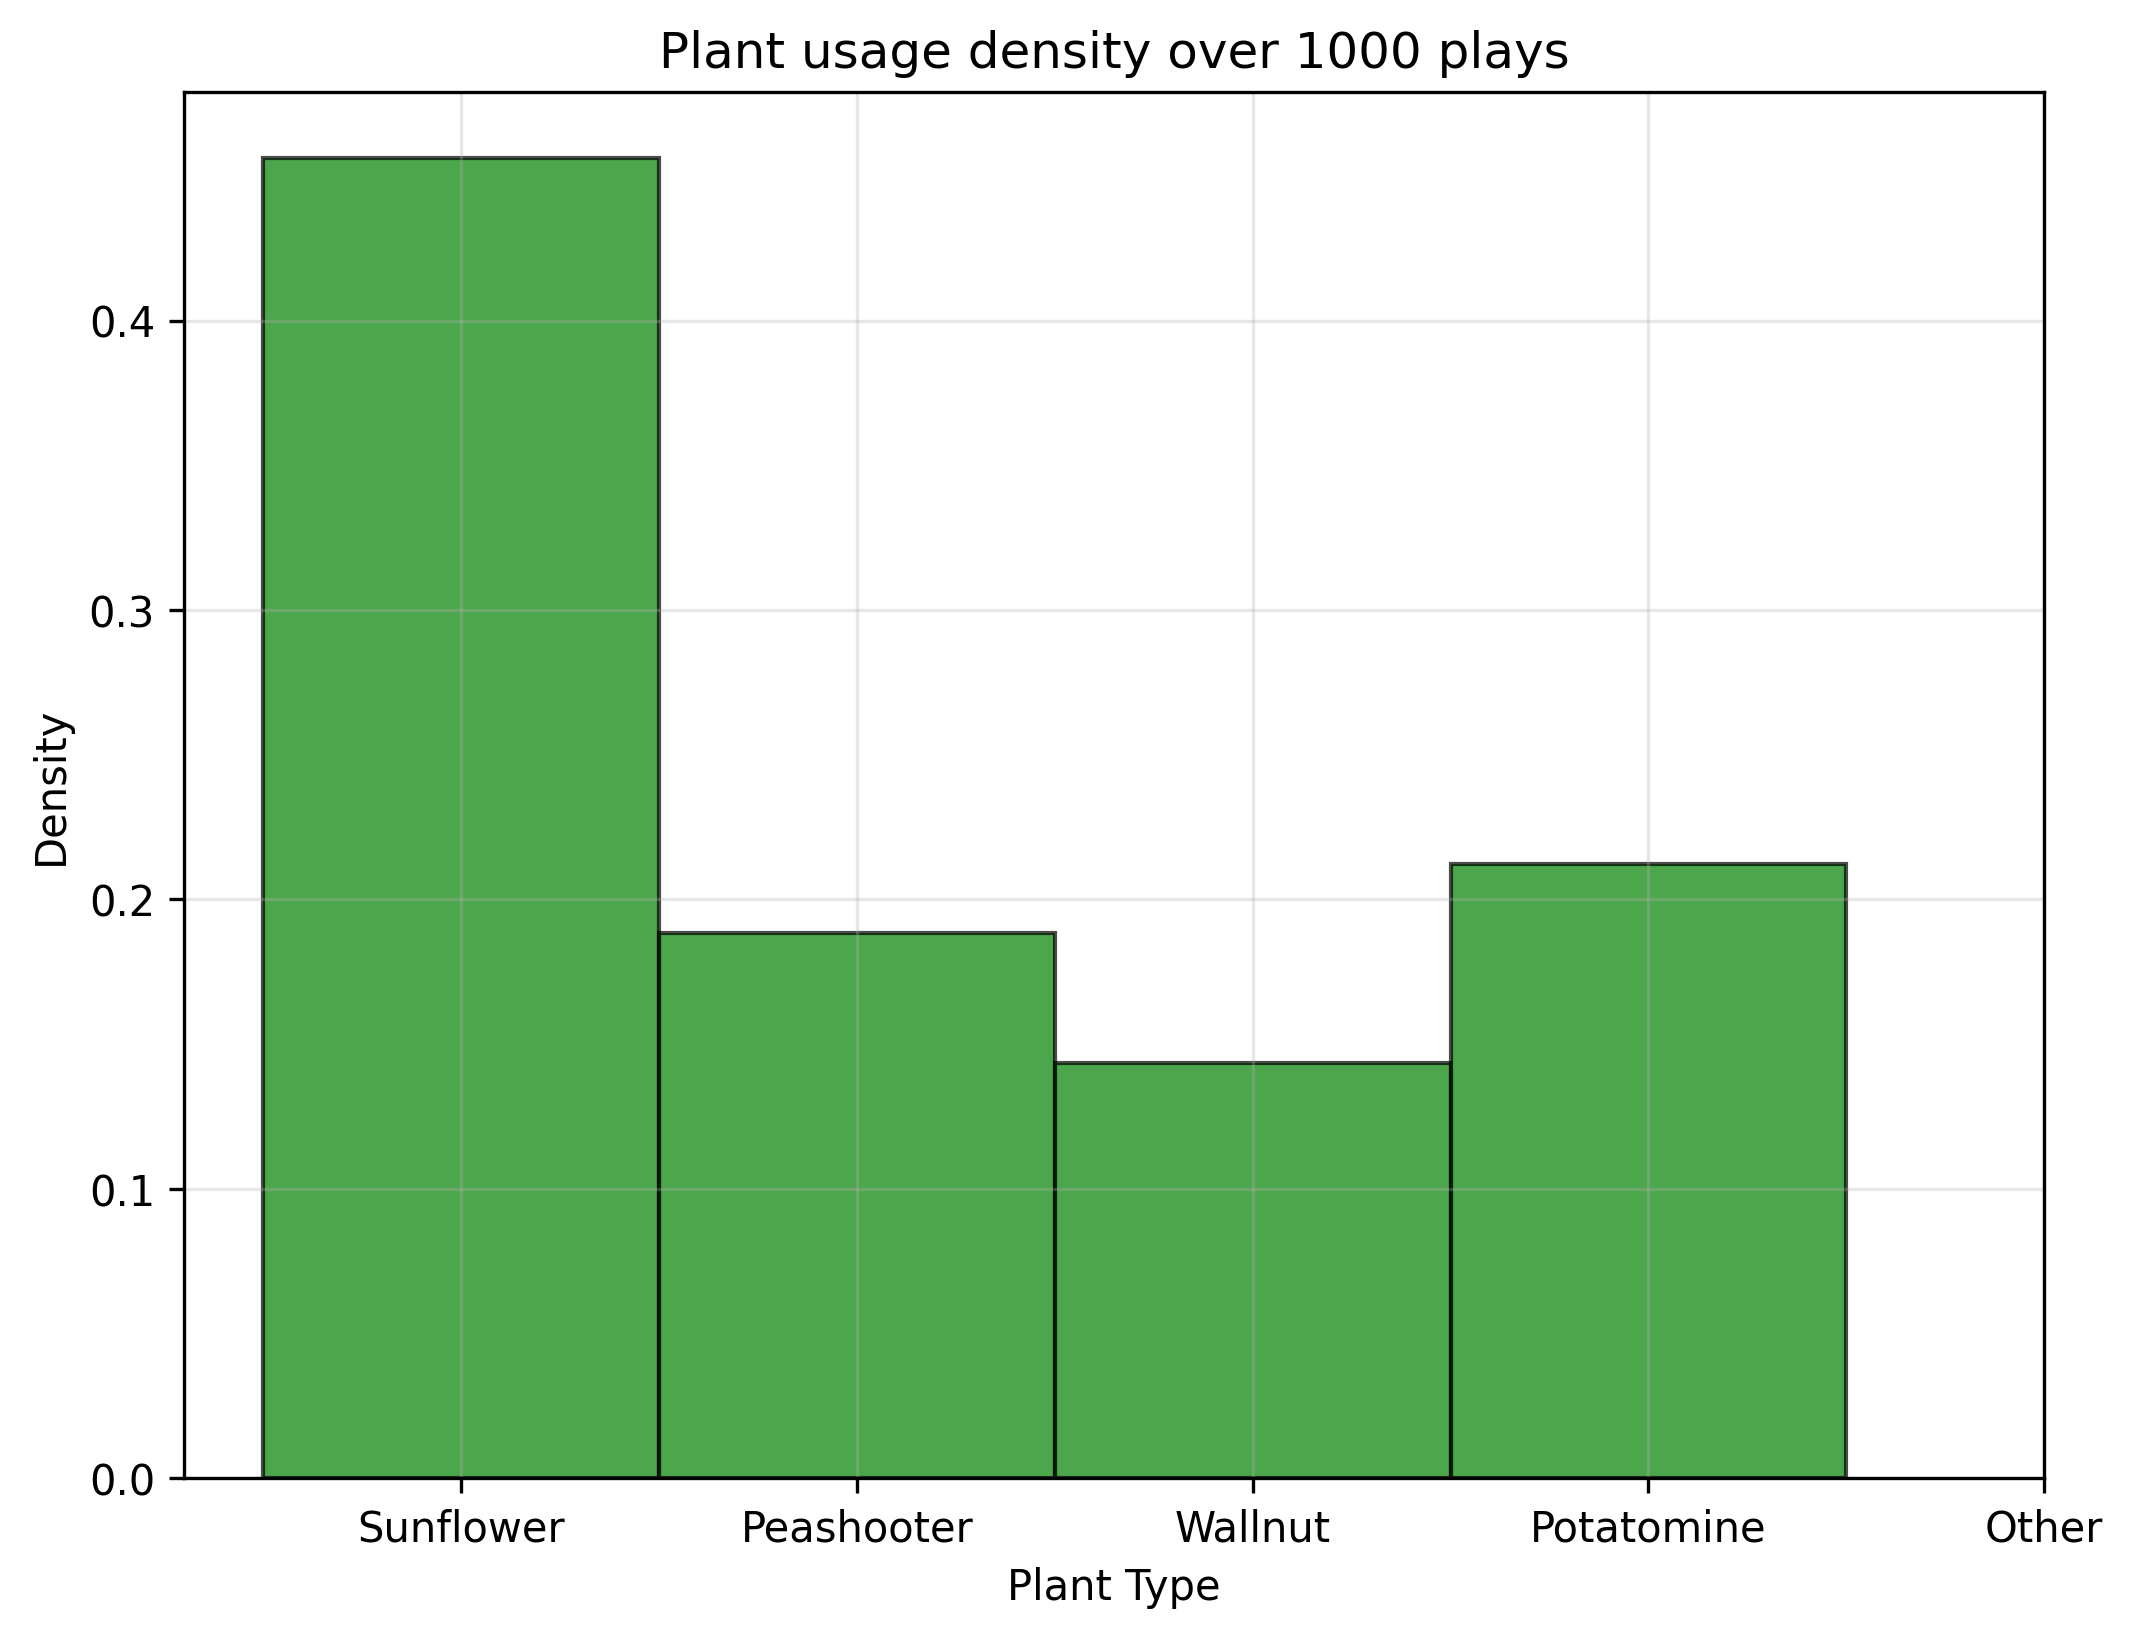 Plant usage density over 1000 plays
0.4
0.3
0.2
0.1
0.0
Density
Sunflower Peashooter Wallnut Potatomine Other
Plant Type